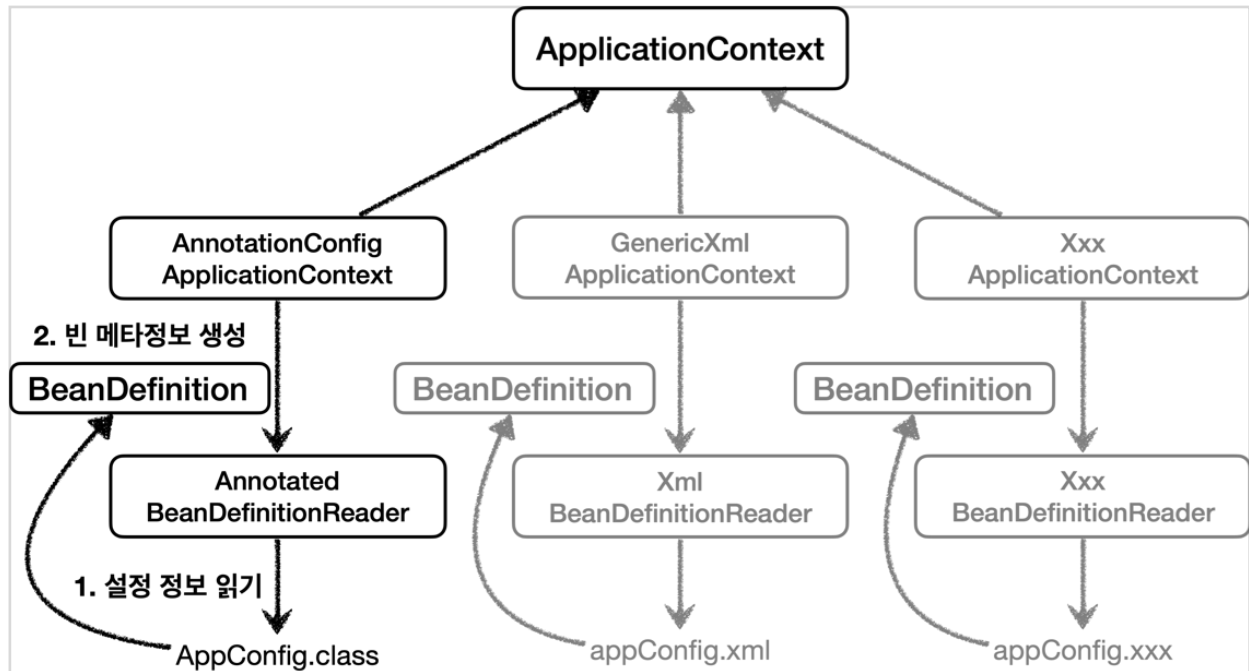 ApplicationContext
AnnotationConfig
ApplicationContext
GenericXml
ApplicationContext
Xxx
ApplicationContext
2. 빈 메타정보 생성
BeanDefinition
BeanDefinition
BeanDefinition
Annotated
BeanDefinitionReader
Xml
BeanDefinitionReader
Xxx
BeanDefinitionReader
1. 설정 정보 읽기
AppConfig.class
appConfig.xml
appConfig.xxx